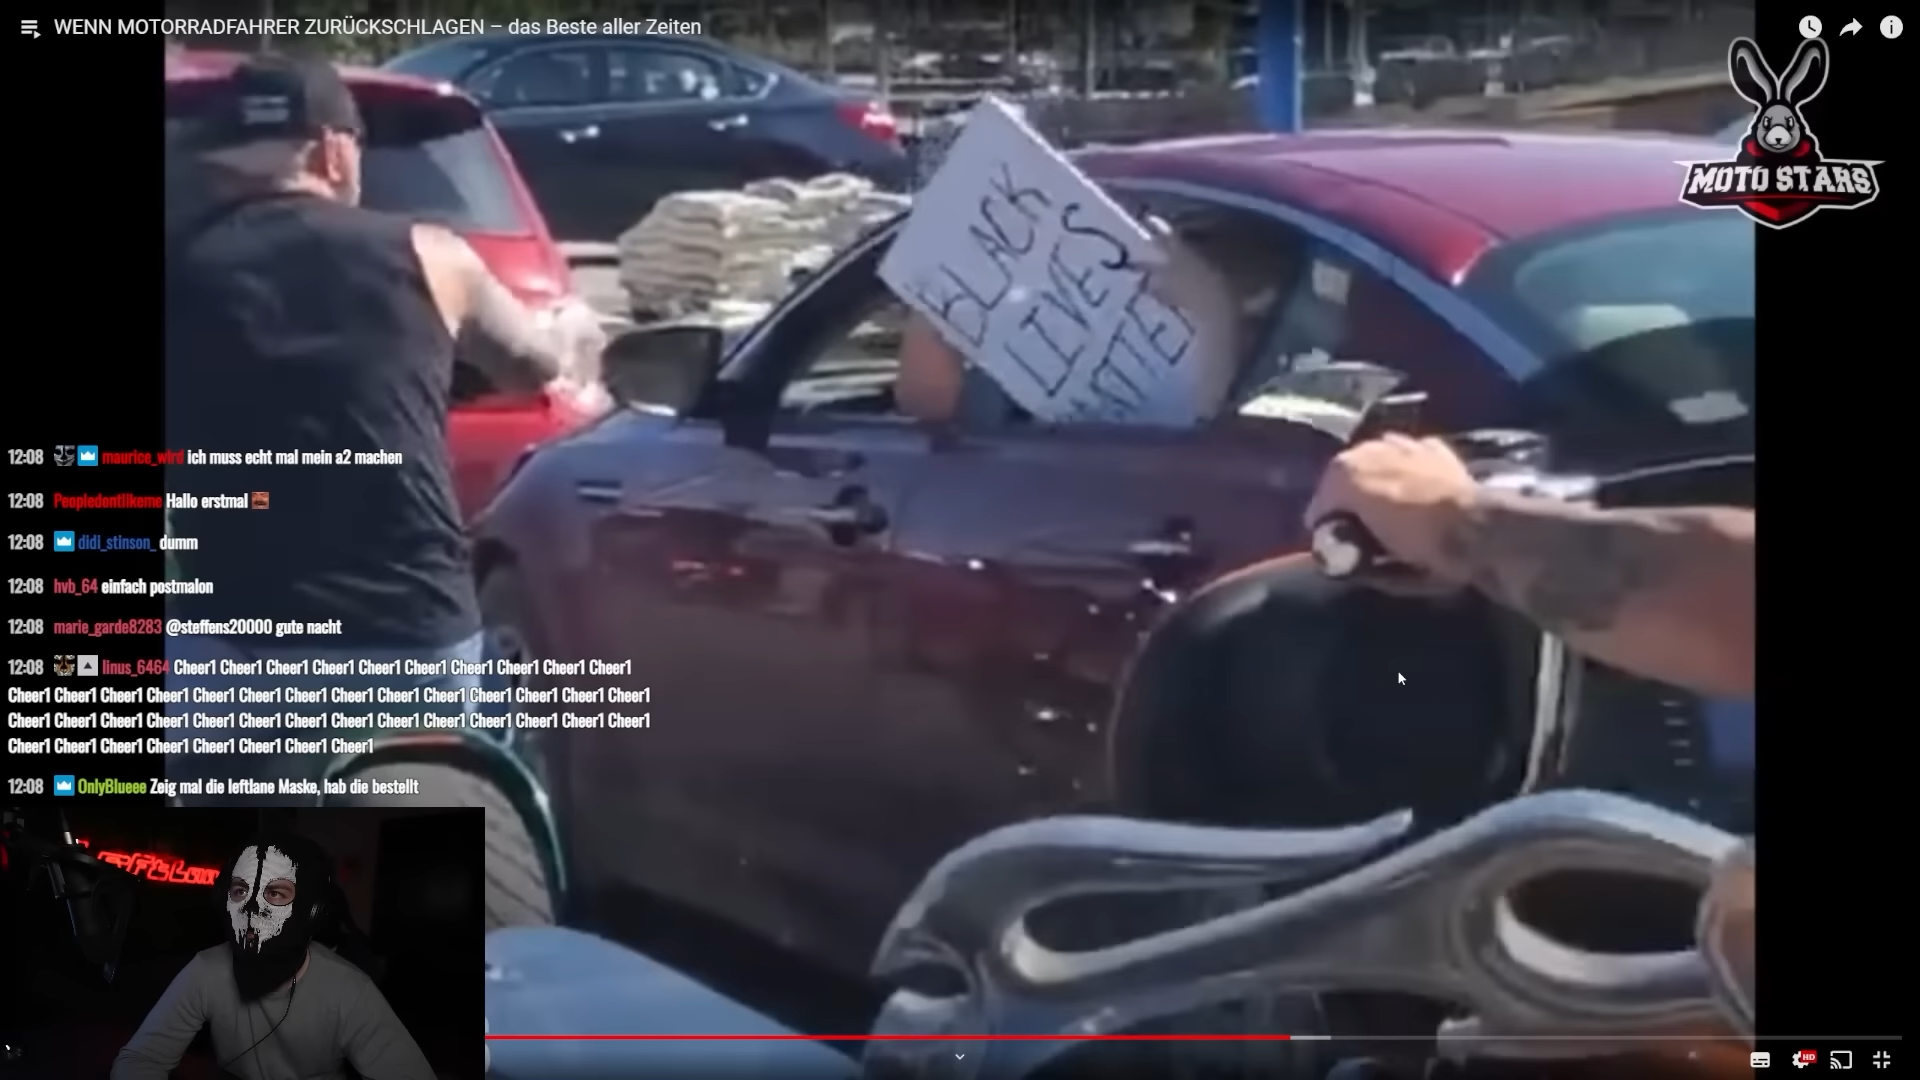 WENN MOTORRADFAHRER ZURÜCKSCHLAGEN – das Beste aller Zeiten
MOTO STARS
BLACK
LIVES
MATTER
12:08 maurice_wird ich muss echt mal mein a2 machen
12:08 Peopledontlikeme Hallo erstmal
12:08 didi_stinson_ dumm
12:08 hvb_64 einfach postmalon
12:08 marie_garde8283 @steffens20000 gute nacht
12:08 linus_6464 Cheer1 Cheer1 Cheer1 Cheer1 Cheer1 Cheer1 Cheer1 Cheer1 Cheer1 Cheer1
Cheer1 Cheer1 Cheer1 Cheer1 Cheer1 Cheer1 Cheer1 Cheer1 Cheer1 Cheer1 Cheer1 Cheer1 Cheer1 Cheer1
Cheer1 Cheer1 Cheer1 Cheer1 Cheer1 Cheer1 Cheer1 Cheer1 Cheer1 Cheer1 Cheer1 Cheer1 Cheer1 Cheer1
Cheer1 Cheer1 Cheer1 Cheer1 Cheer1 Cheer1 Cheer1 Cheer1
12:08 OnlyBlueee Zeig mal die leftlane Maske, hab die bestellt
HD